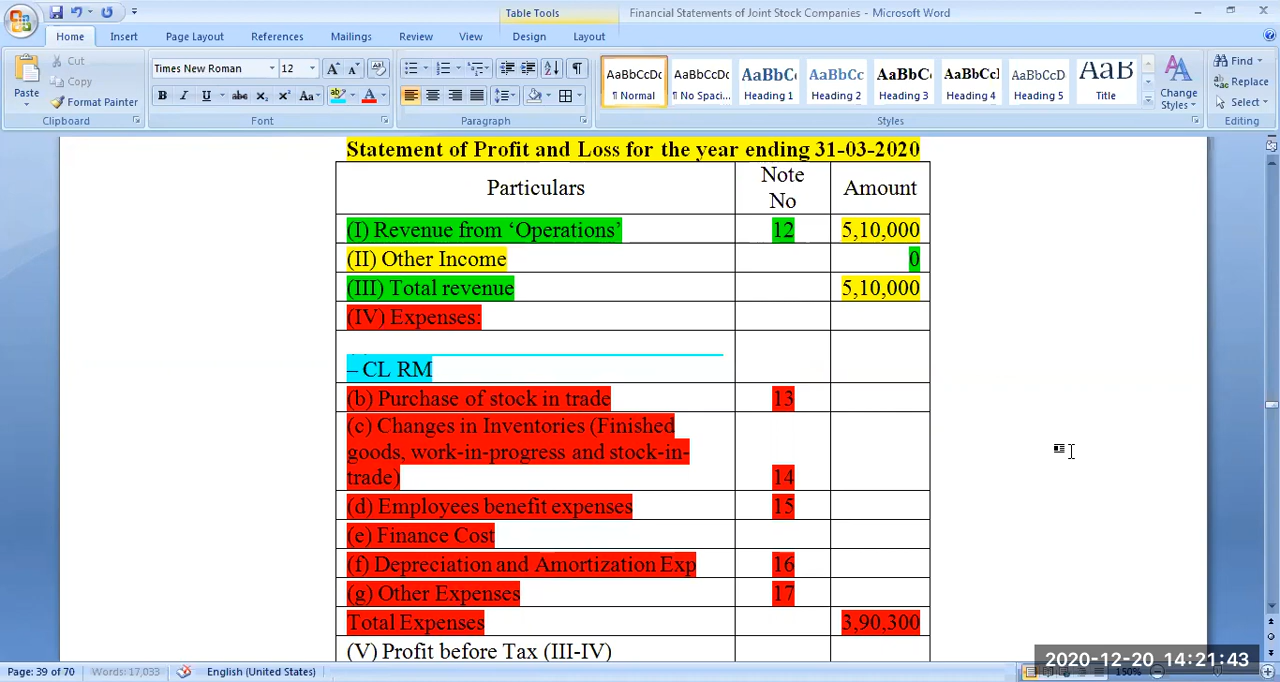 Table Tools
Financial Statements of Joint Stock Companies - Microsoft Word
Home Insert Page Layout References Mailings Review View Design Layout
Paste
Cut
Copy
Format Painter
Clipboard
Times New Roman 12
B I U abc X₂ X² Aa
Font
Paragraph
AaBbCcDc AaBbCcDc AaBbC AaBbCc AaBbCc AaBbCcI AaBbCcD AaB
¶ Normal ¶ No Spaci... Heading 1 Heading 2 Heading 3 Heading 4 Heading 5 Title
Change Styles
Styles
Find
Replace
Select
Editing
Statement of Profit and Loss for the year ending 31-03-2020
Particulars Note No Amount
(I) Revenue from ‘Operations’ 12 5,10,000
(II) Other Income 0
(III) Total revenue 5,10,000
(IV) Expenses:
– CL RM
(b) Purchase of stock in trade 13
(c) Changes in Inventories (Finished
goods, work-in-progress and stock-in-
trade) 14
(d) Employees benefit expenses 15
(e) Finance Cost
(f) Depreciation and Amortization Exp 16
(g) Other Expenses 17
Total Expenses 3,90,300
(V) Profit before Tax (III-IV)
2020-12-20 14:21:43
Page: 39 of 70 Words: 17,033 English (United States) 150%